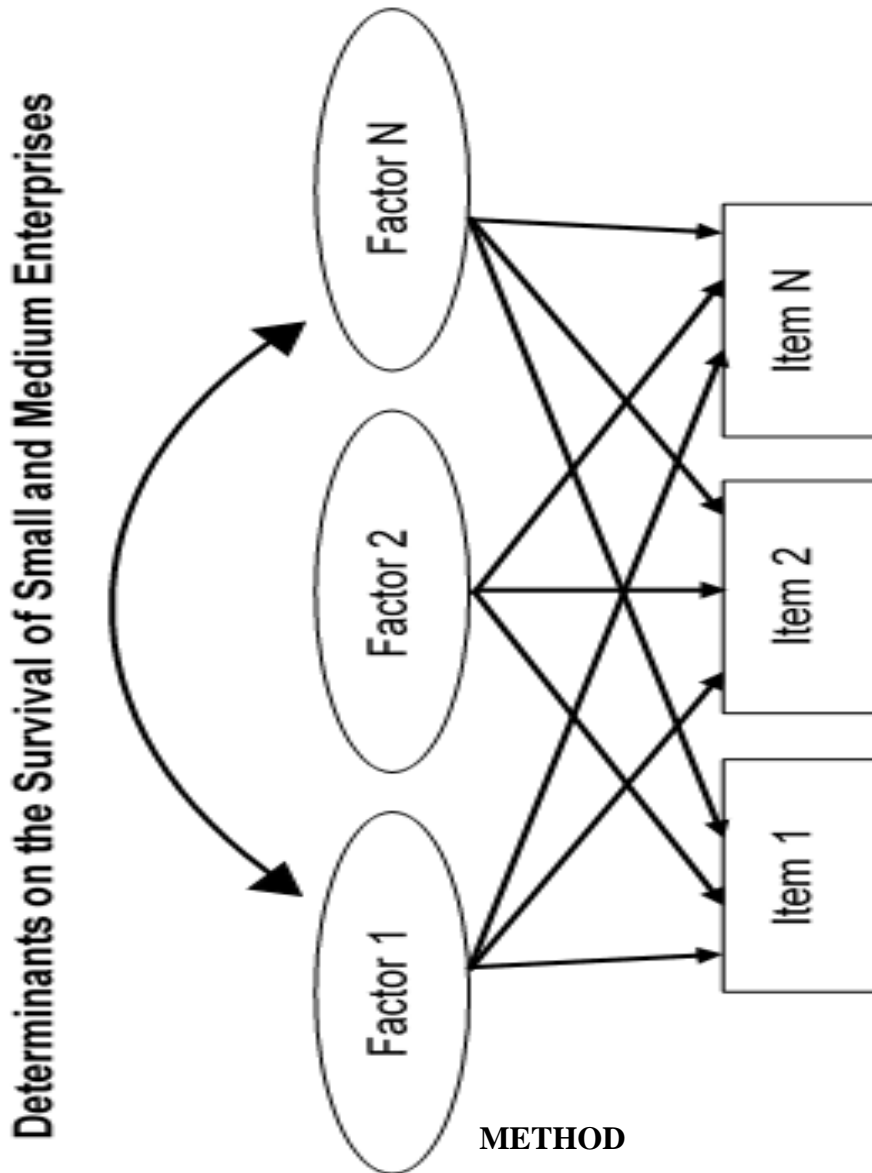 Determinants on the Survival of Small and Medium Enterprises
Factor 1
Factor 2
Factor N
Item 1
Item 2
Item N
METHOD